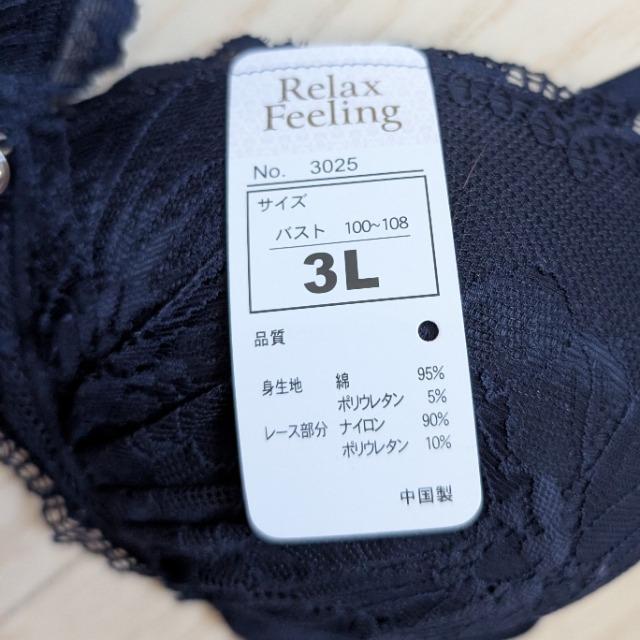 Relax
Feeling
No. 3025
サイズ
バスト 100~108
3L
品質
身生地 綿 95%
ポリウレタン 5%
レース部分 ナイロン 90%
ポリウレタン 10%
中国製